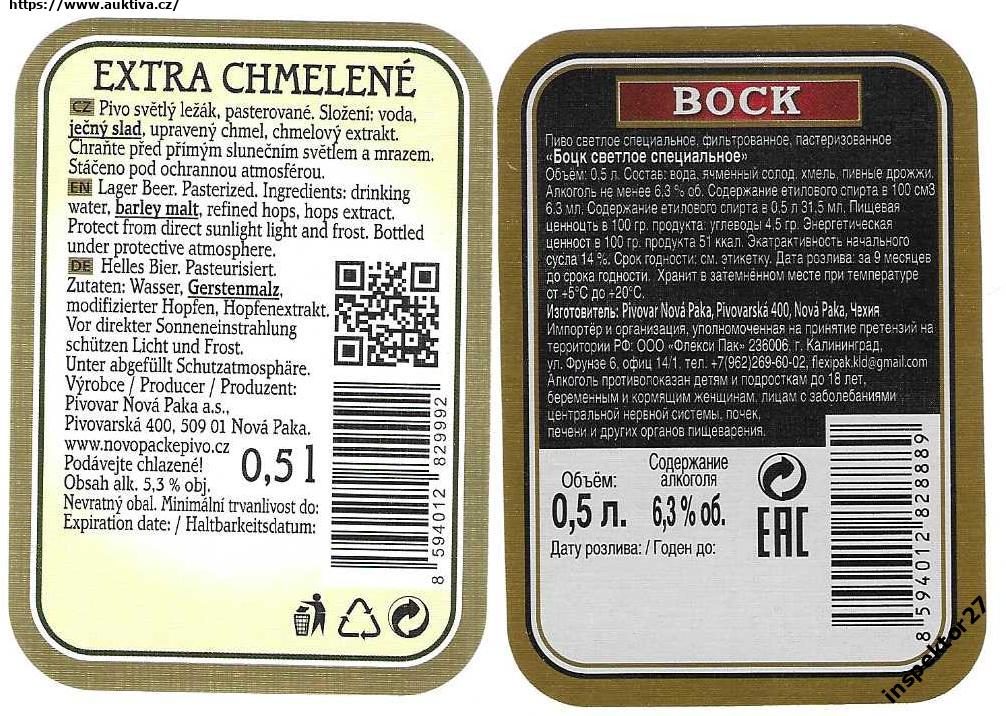 https://www.auktiva.cz/
EXTRA CHMELENÉ
CZ Pivo světlý ležák, pasterované. Složení: voda,
ječný slad, upravený chmel, chmelový extrakt.
Chraňte před přímým slunečním světlem a mrazem.
Stáčeno pod ochrannou atmosférou.
EN Lager Beer. Pasterized. Ingredients: drinking
water, barley malt, refined hops, hops extract.
Protect from direct sunlight light and frost. Bottled
under protective atmosphere.
DE Helles Bier. Pasteurisiert.
Zutaten: Wasser, Gerstenmalz,
modifizierter Hopfen, Hopfenextrakt.
Vor direkter Sonneneinstrahlung
schützen Licht und Frost.
Unter abgefüllt Schutzatmosphäre.
Výrobce / Producer / Produzent:
Pivovar Nová Paka a.s.,
Pivovarská 400, 509 01 Nová Paka.
www.novopackepivo.cz
Podávejte chlazené!
Obsah alk. 5,3 % obj.
0,5 l
Nevratný obal. Minimální trvanlivost do:
Expiration date: / Haltbarkeitsdatum:
8 594012 829992
BOCK
Пиво светлое специальное, фильтрованное, пастеризованное
«Боцк светлое специальное»
Объём: 0.5 л. Состав: вода, ячменный солод, хмель, пивные дрожжи.
Алкоголь не менее 6.3 % об. Содержание етилового спирта в 100 см3
6.3 мл. Содержание етилового спирта в 0.5 л 31,5 мл. Пищевая
ценноцть в 100 гр. продукта: углеводы 4,5 гр. Энергетическая
ценност в 100 гр. продукта 51 ккал. Экатрактивность начального
сусла 14 %. Срок годности: см. этикетку. Дата розлива: за 9 месяцев
до срока годности. Хранит в затемнённом месте при температуре
от +5°C до +20°C.
Изготовитель: Pivovar Nová Paka, Pivovarská 400, Nová Paka, Чехия
Импортёр и организация, уполномоченная на принятие претензий на
территории РФ: ООО «Флекси Пак» 236006. г. Калининград,
ул. Фрунзе 6, офиц 14/1. тел. +7(962)269-60-02, flexipak.kld@gmail.com
Алкоголь противопоказан детям и подросткам до 18 лет,
беременным и кормящим женщинам, лицам с заболеваниями
центральной нервной системы, почек,
печени и других органов пищеварения.
Объём:
0,5 л.
Содержание
алкоголя
6,3 % об.
EAC
Дату розлива: / Годен до:
8 594012 828889
inspektor27